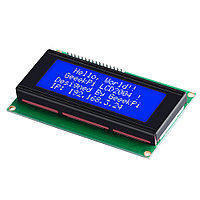 Hello, World!
GeeekPi LCD2004 !
Designed By GeeekPi
IP: 192.168.3.24